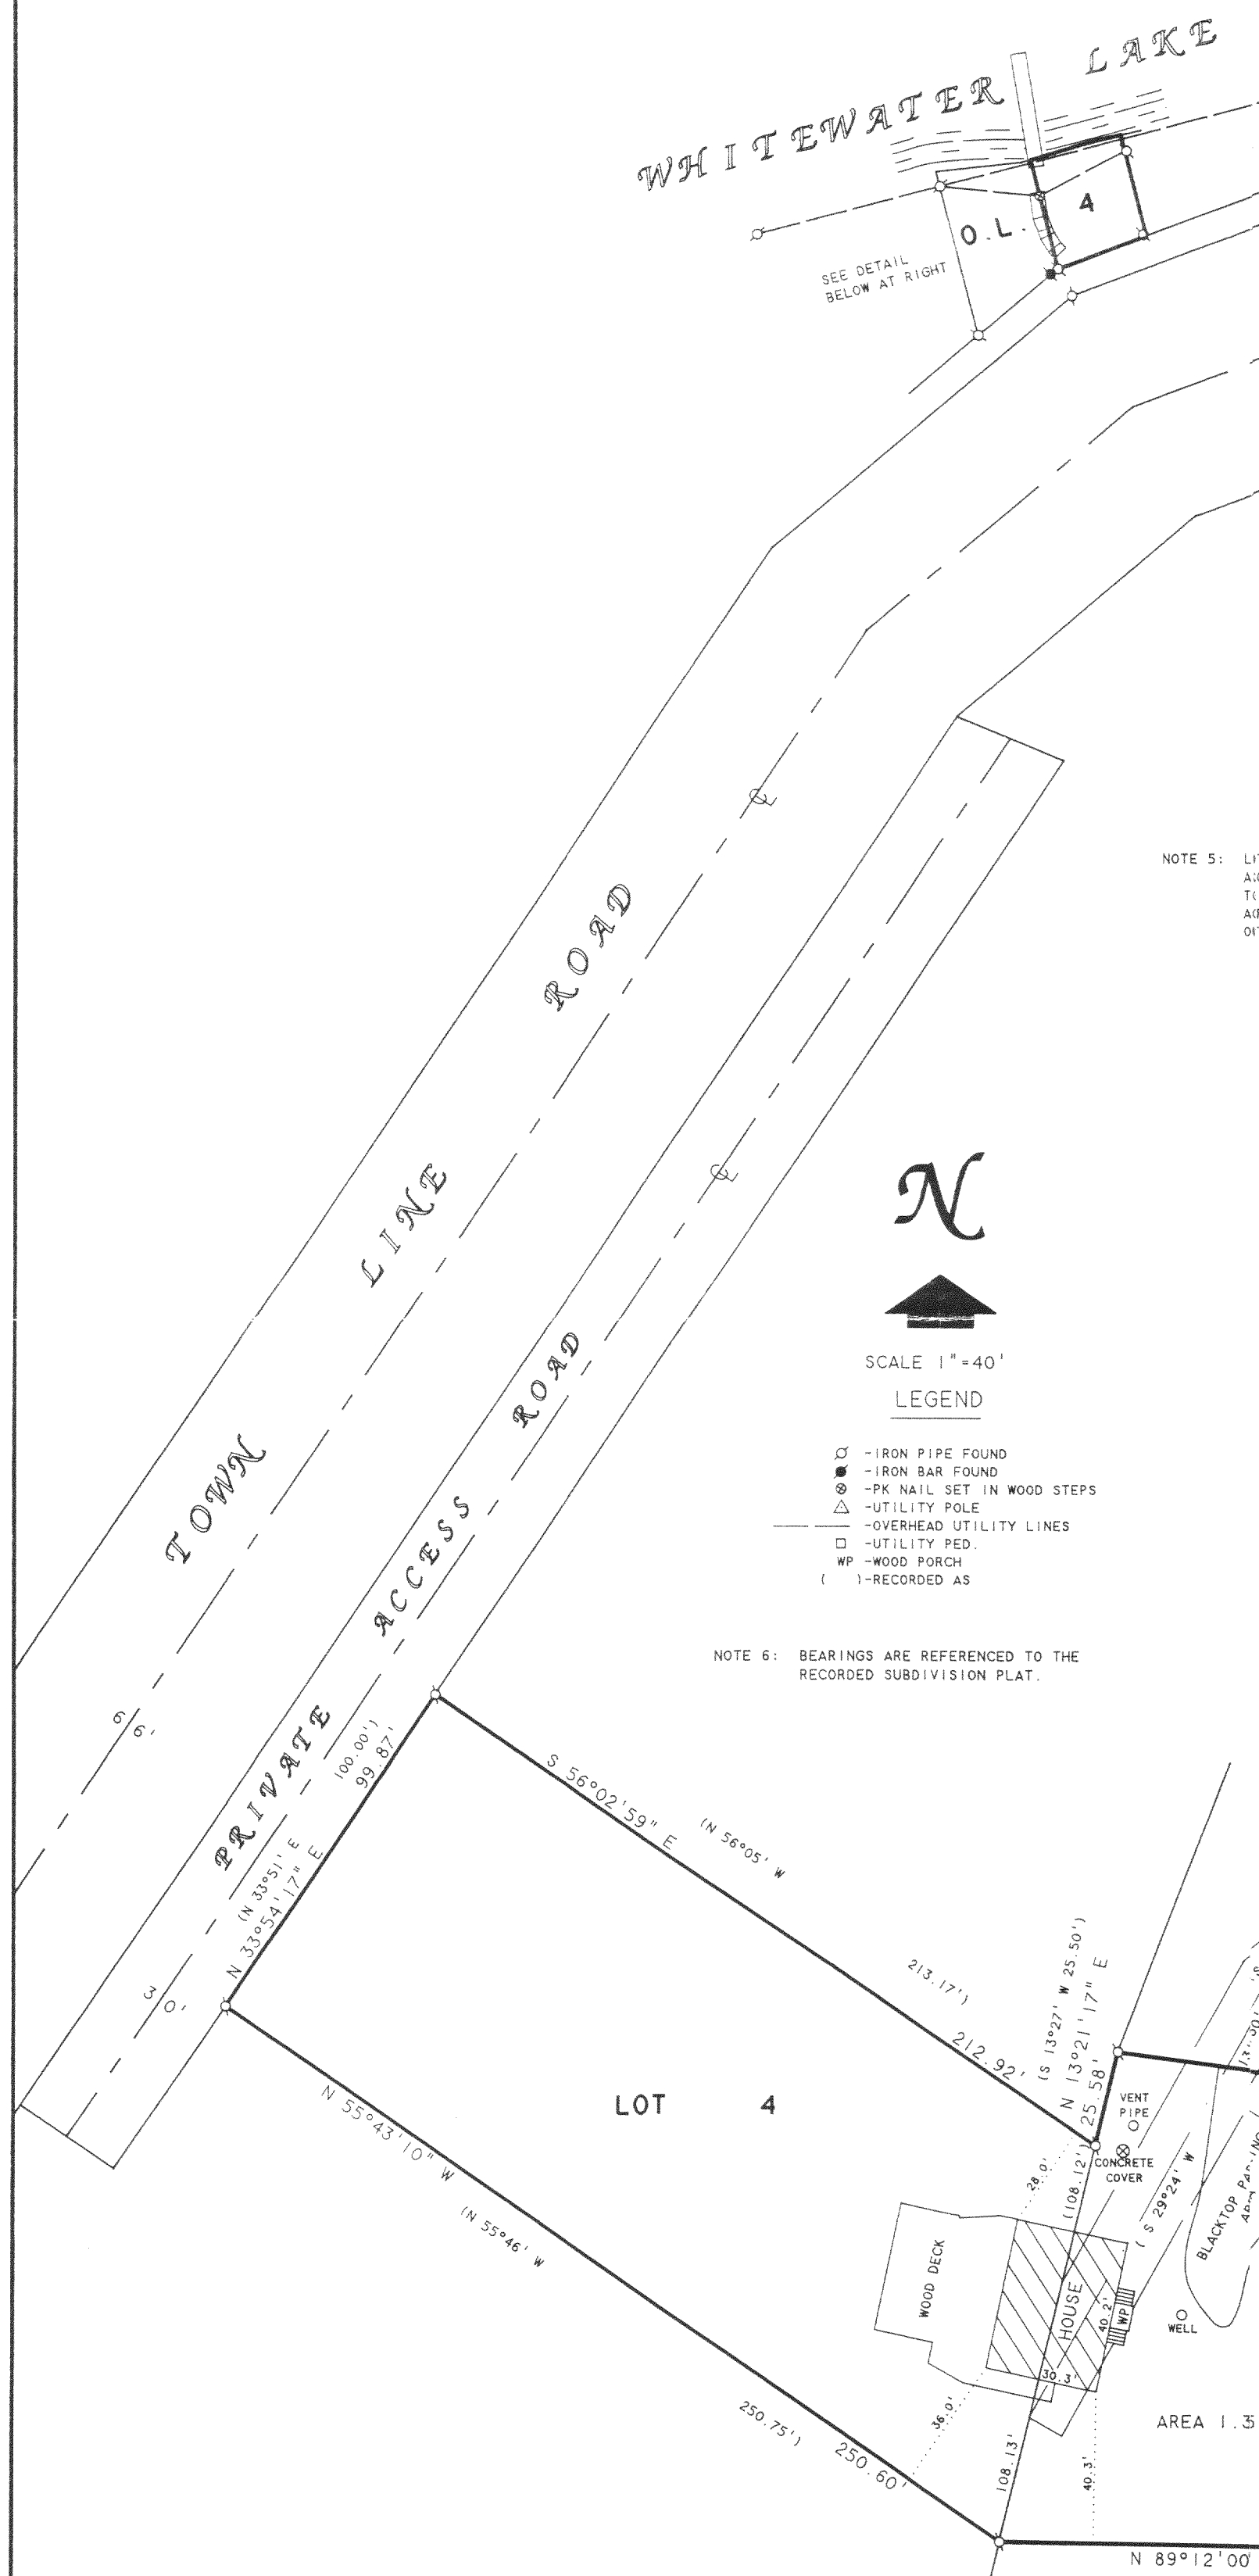 WHITEWATER LAKE
O.L. 4
SEE DETAIL
BELOW AT RIGHT
NOTE 5:
TOWN LINE ROAD
PRIVATE ACCESS ROAD
N
SCALE 1"=40'
LEGEND
-IRON PIPE FOUND
-IRON BAR FOUND
-PK NAIL SET IN WOOD STEPS
-UTILITY POLE
-OVERHEAD UTILITY LINES
-UTILITY PED.
WP -WOOD PORCH
( )-RECORDED AS
NOTE 6: BEARINGS ARE REFERENCED TO THE
RECORDED SUBDIVISION PLAT.
66'
30'
(N 33°51' E 100.00')
N 33°54'17" E 99.87'
S 56°02'59" E 212.92'
(N 56°05' W 213.17')
(S 13°27' W 25.50')
N 13°21'17" E
25.58'
LOT 4
N 55°43'10" W 250.60'
(N 55°46' W 250.75')
VENT
PIPE
CONCRETE
COVER
(108.12')
28.0'
(S 29°24' W
BLACKTOP
WOOD DECK
HOUSE
40.2'
WP
WELL
30.3'
36.0'
108.13'
40.3'
AREA 1.3
N 89°12'00